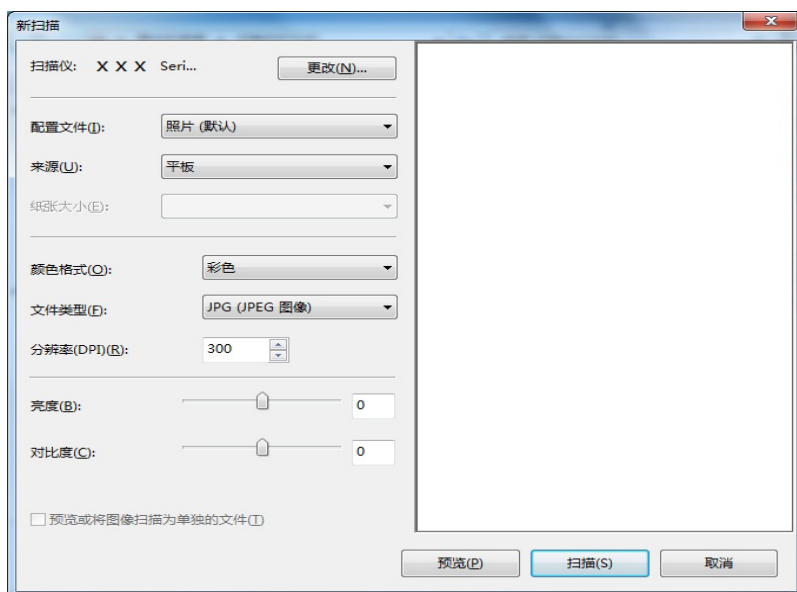 新扫描
扫描仪: X X X Seri... 更改(N)...
配置文件(I): 照片 (默认)
来源(U): 平板
纸张大小(E):
颜色格式(O): 彩色
文件类型(F): JPG (JPEG 图像)
分辨率(DPI)(R): 300
亮度(B): 0
对比度(C): 0
预览或将图像扫描为单独的文件(T)
预览(P) 扫描(S) 取消